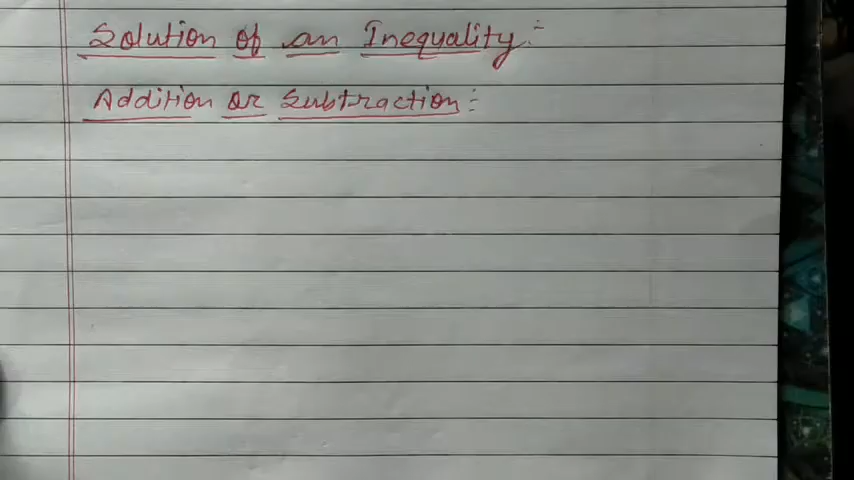 Solution of an Inequality:-
Addition or Subtraction:-